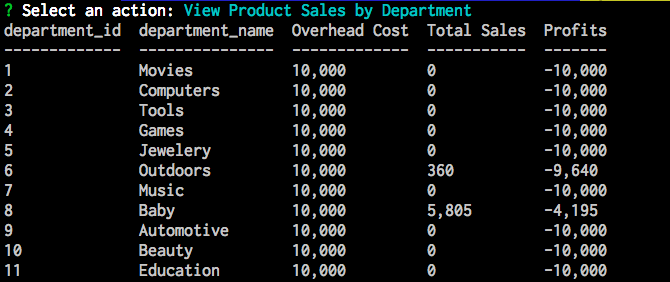 ? Select an action: View Product Sales by Department
department_id department_name Overhead Cost Total Sales Profits
------------- --------------- ------------- ----------- -------
1 Movies 10,000 0 -10,000
2 Computers 10,000 0 -10,000
3 Tools 10,000 0 -10,000
4 Games 10,000 0 -10,000
5 Jewelery 10,000 0 -10,000
6 Outdoors 10,000 360 -9,640
7 Music 10,000 0 -10,000
8 Baby 10,000 5,805 -4,195
9 Automotive 10,000 0 -10,000
10 Beauty 10,000 0 -10,000
11 Education 10,000 0 -10,000